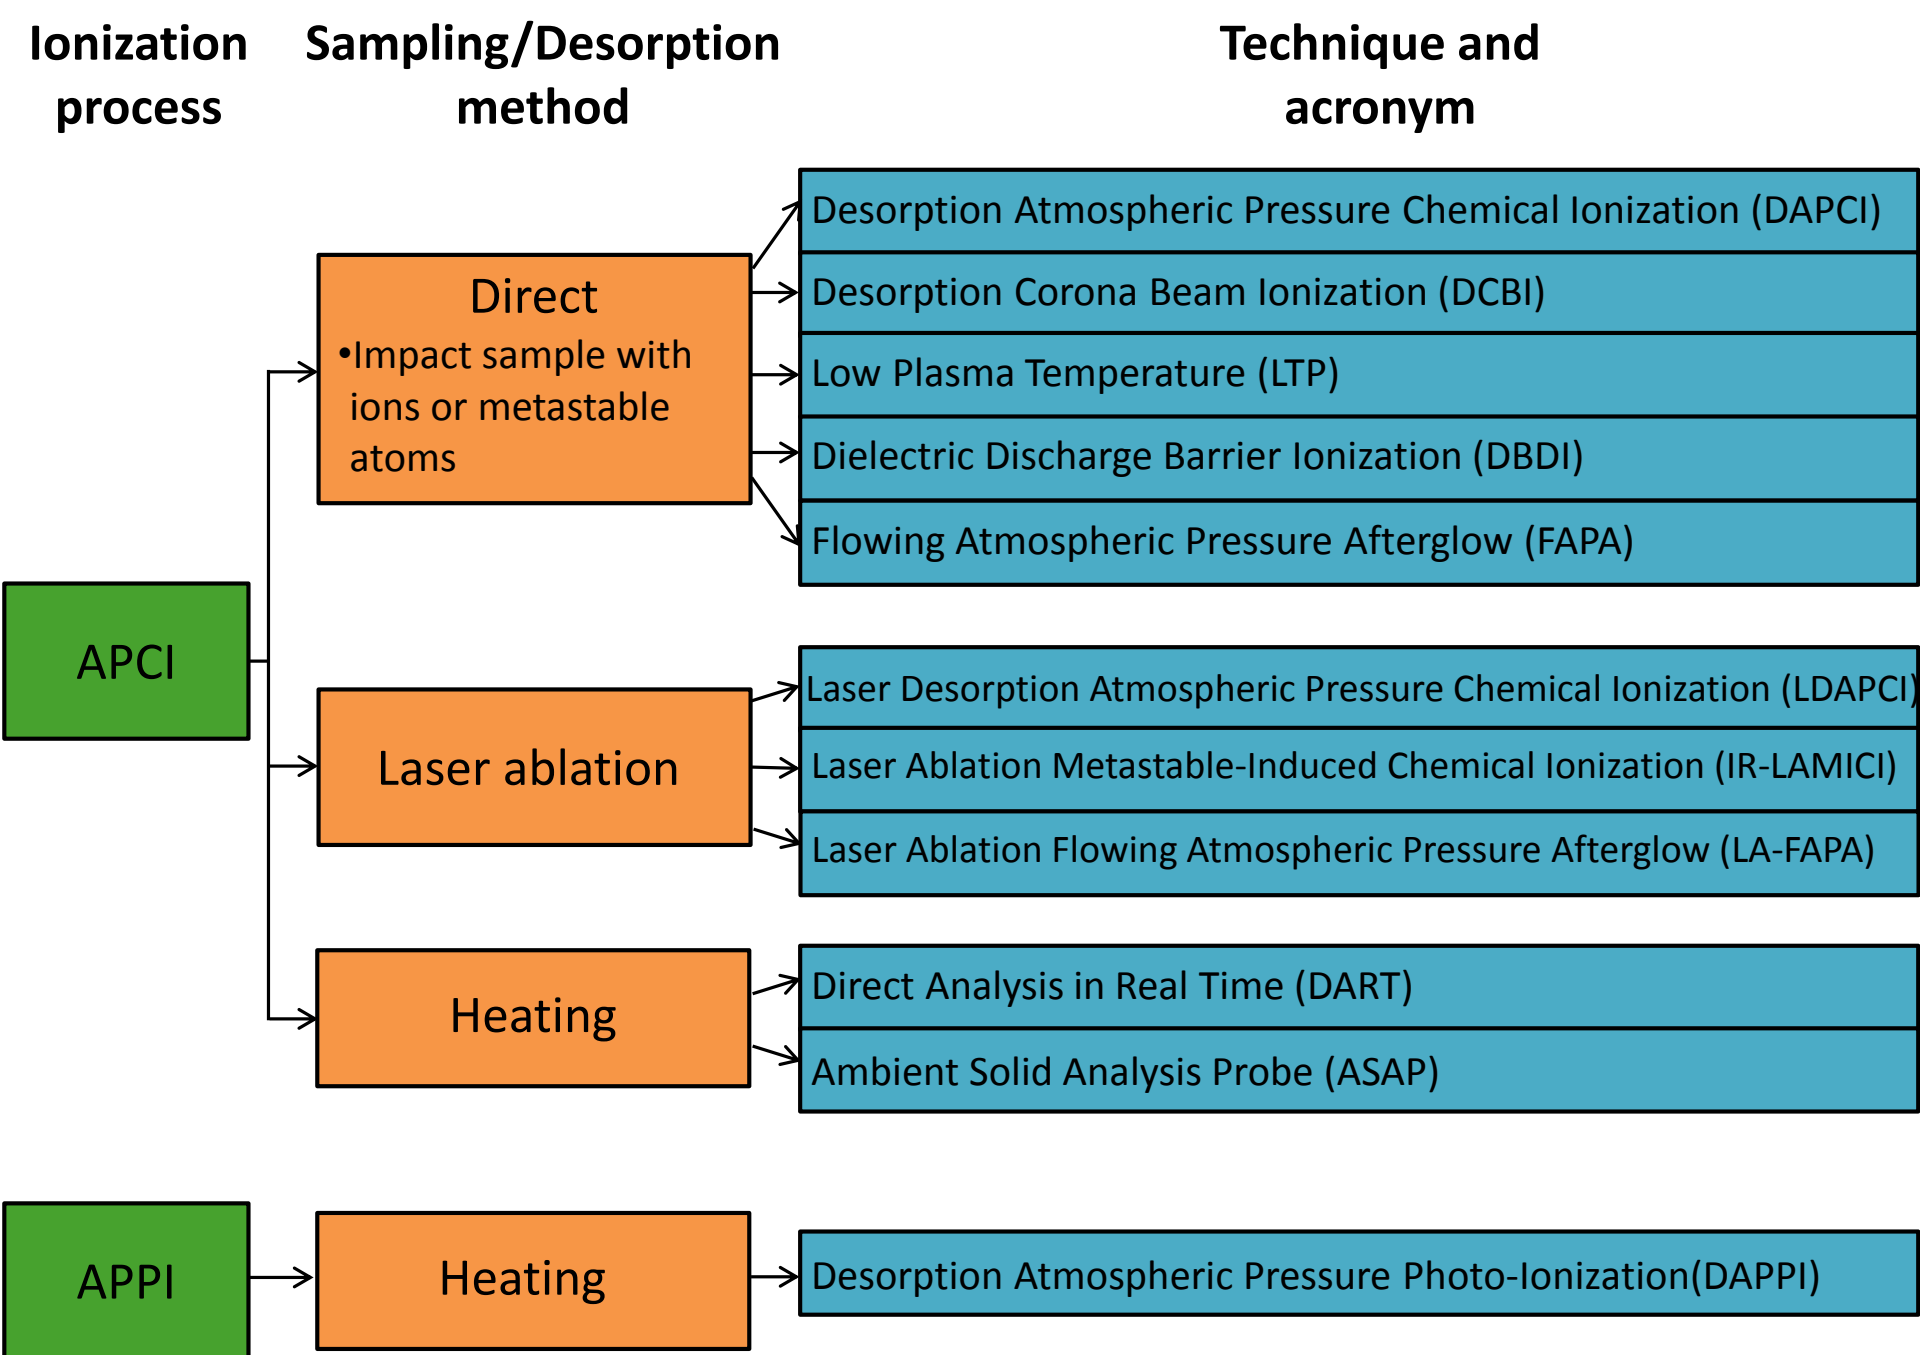 Ionization
process
Sampling/Desorption
method
Technique and
acronym
APCI
Direct
•Impact sample with
ions or metastable
atoms
Desorption Atmospheric Pressure Chemical Ionization (DAPCI)
Desorption Corona Beam Ionization (DCBI)
Low Plasma Temperature (LTP)
Dielectric Discharge Barrier Ionization (DBDI)
Flowing Atmospheric Pressure Afterglow (FAPA)
Laser ablation
Laser Desorption Atmospheric Pressure Chemical Ionization (LDAPCI)
Laser Ablation Metastable-Induced Chemical Ionization (IR-LAMICI)
Laser Ablation Flowing Atmospheric Pressure Afterglow (LA-FAPA)
Heating
Direct Analysis in Real Time (DART)
Ambient Solid Analysis Probe (ASAP)
APPI
Heating
Desorption Atmospheric Pressure Photo-Ionization(DAPPI)